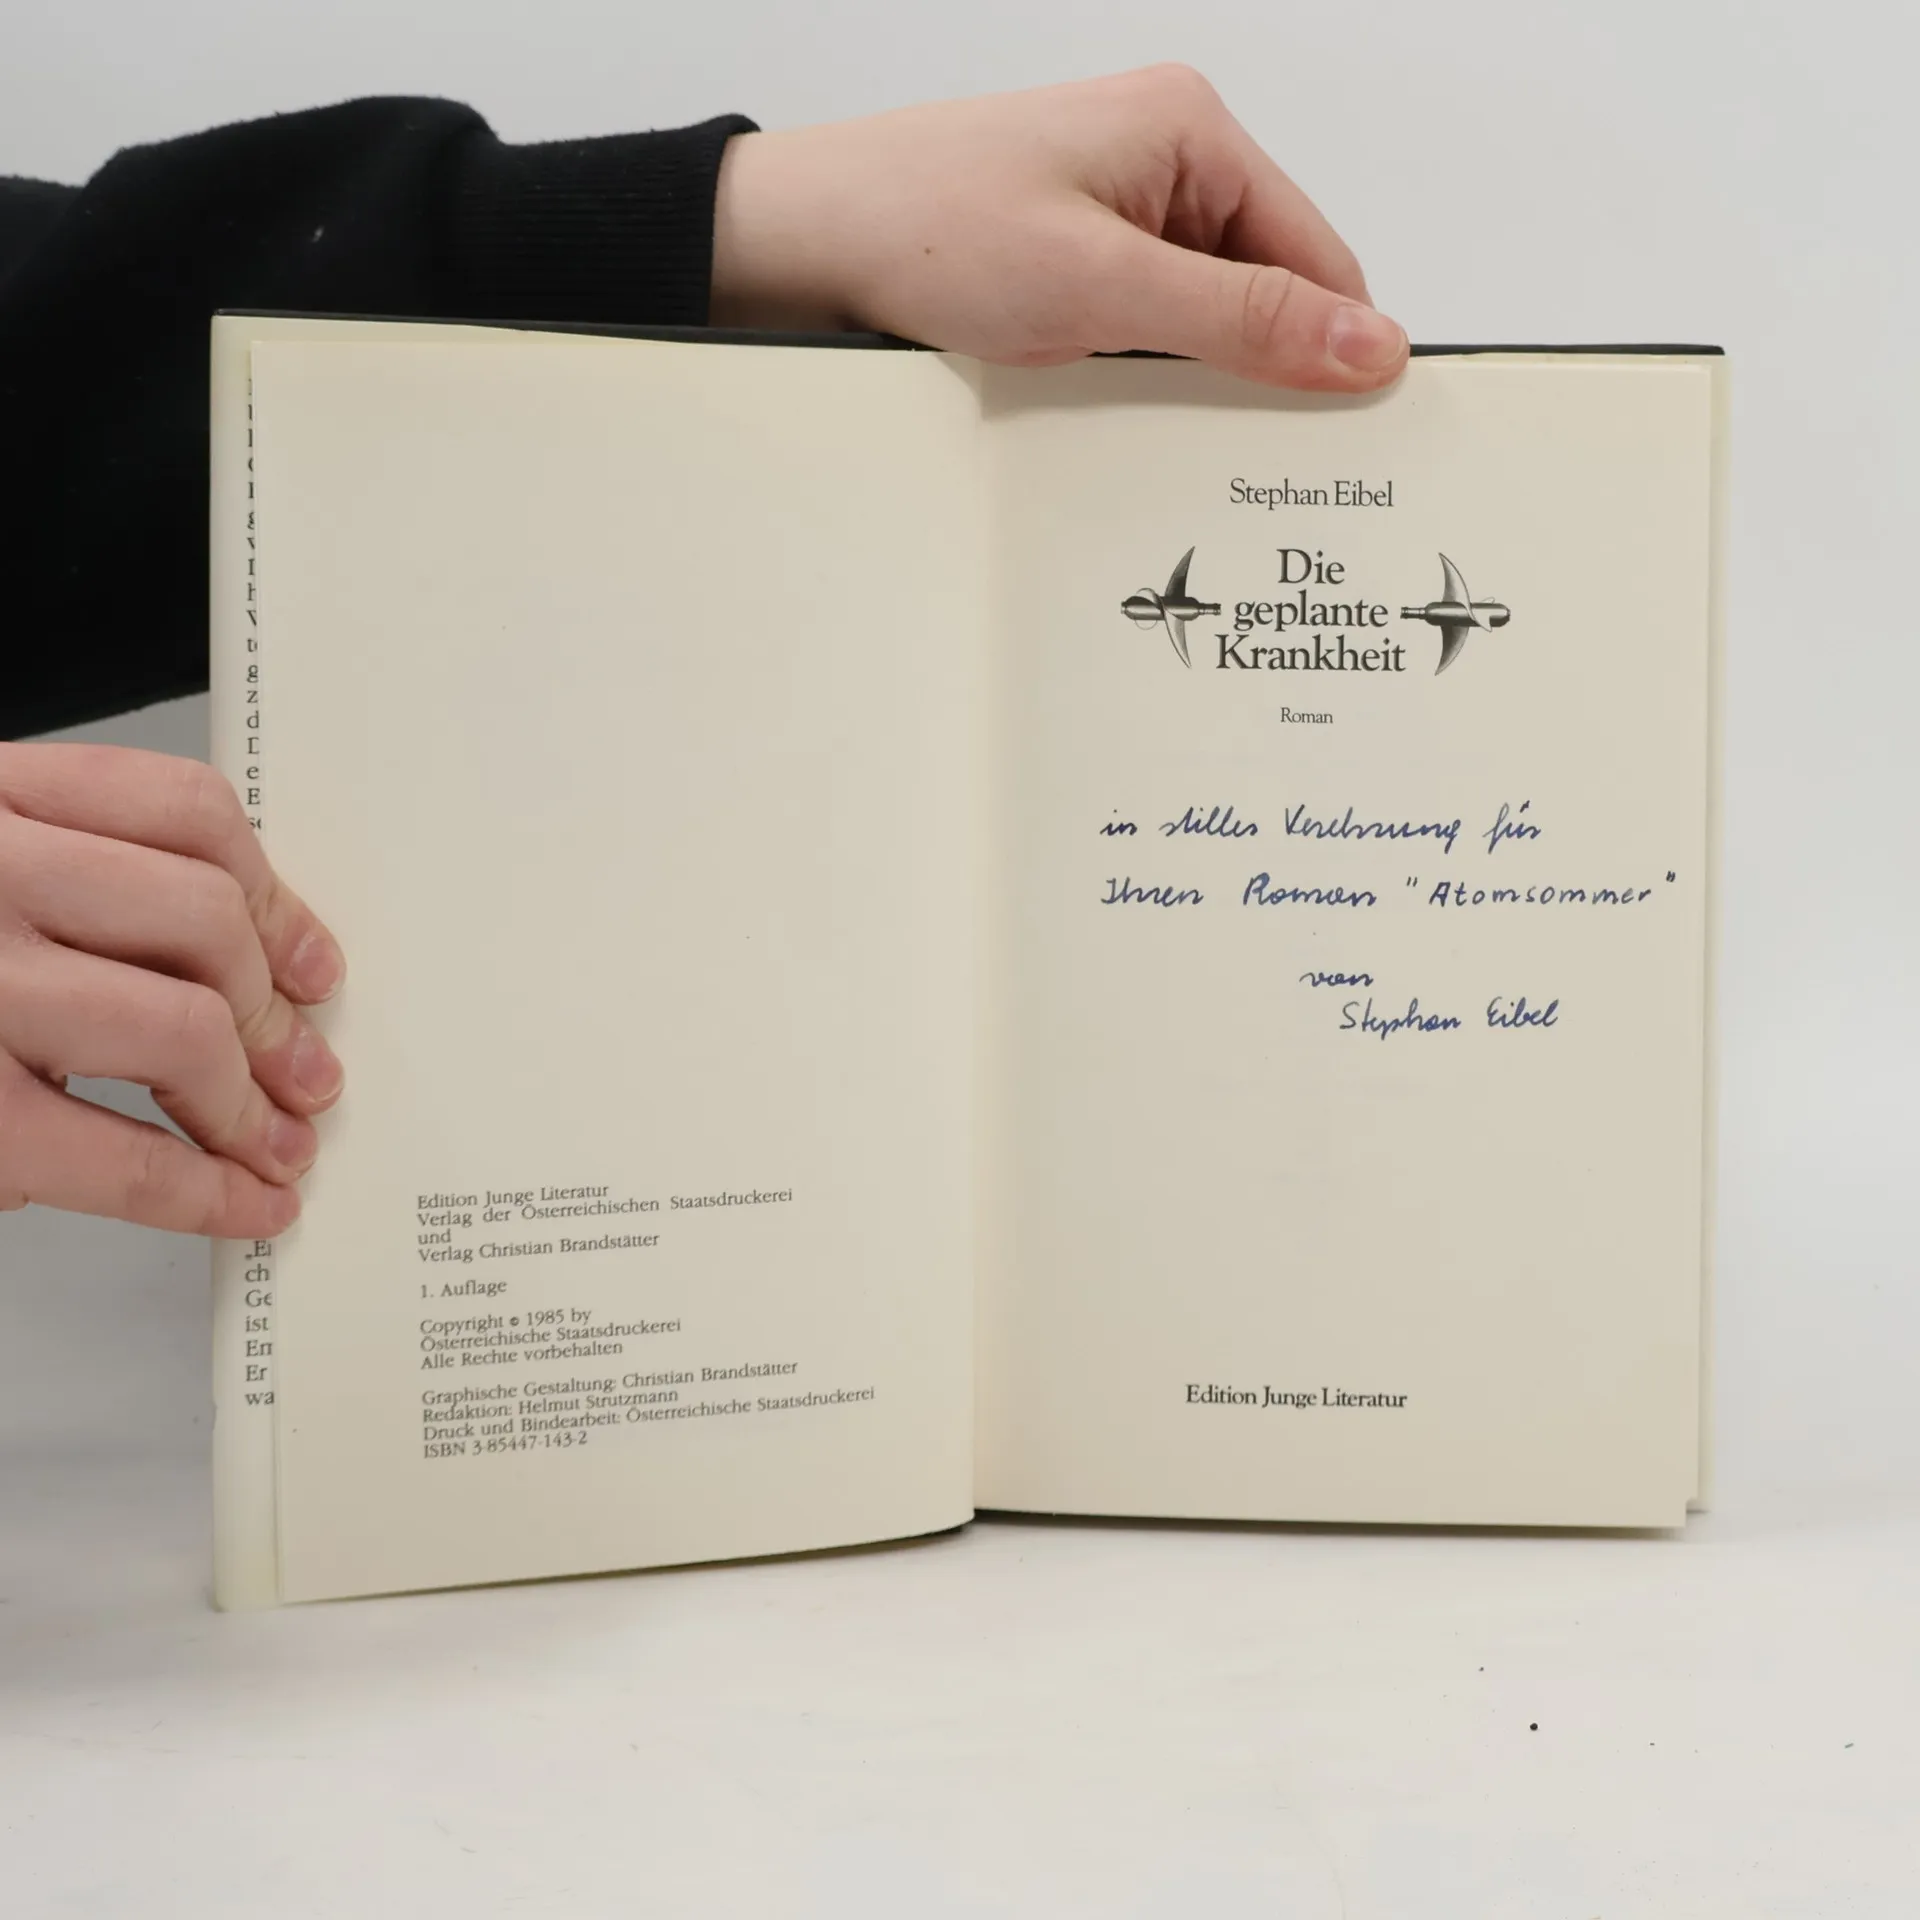 Edition Junge Literatur
Verlag der Österreichischen Staatsdruckerei
und
Verlag Christian Brandstätter
1. Auflage
Copyright © 1985 by
Österreichische Staatsdruckerei
Alle Rechte vorbehalten
Graphische Gestaltung: Christian Brandstätter
Redaktion: Helmut Strutzmann
Druck und Bindearbeit: Österreichische Staatsdruckerei
ISBN 3-85447-143-2
Stephan Eibel
Die
geplante
Krankheit
Roman
in stiller Verehrung für
Ihren Roman "Atomsommer"
von
Stephan Eibel
Edition Junge Literatur